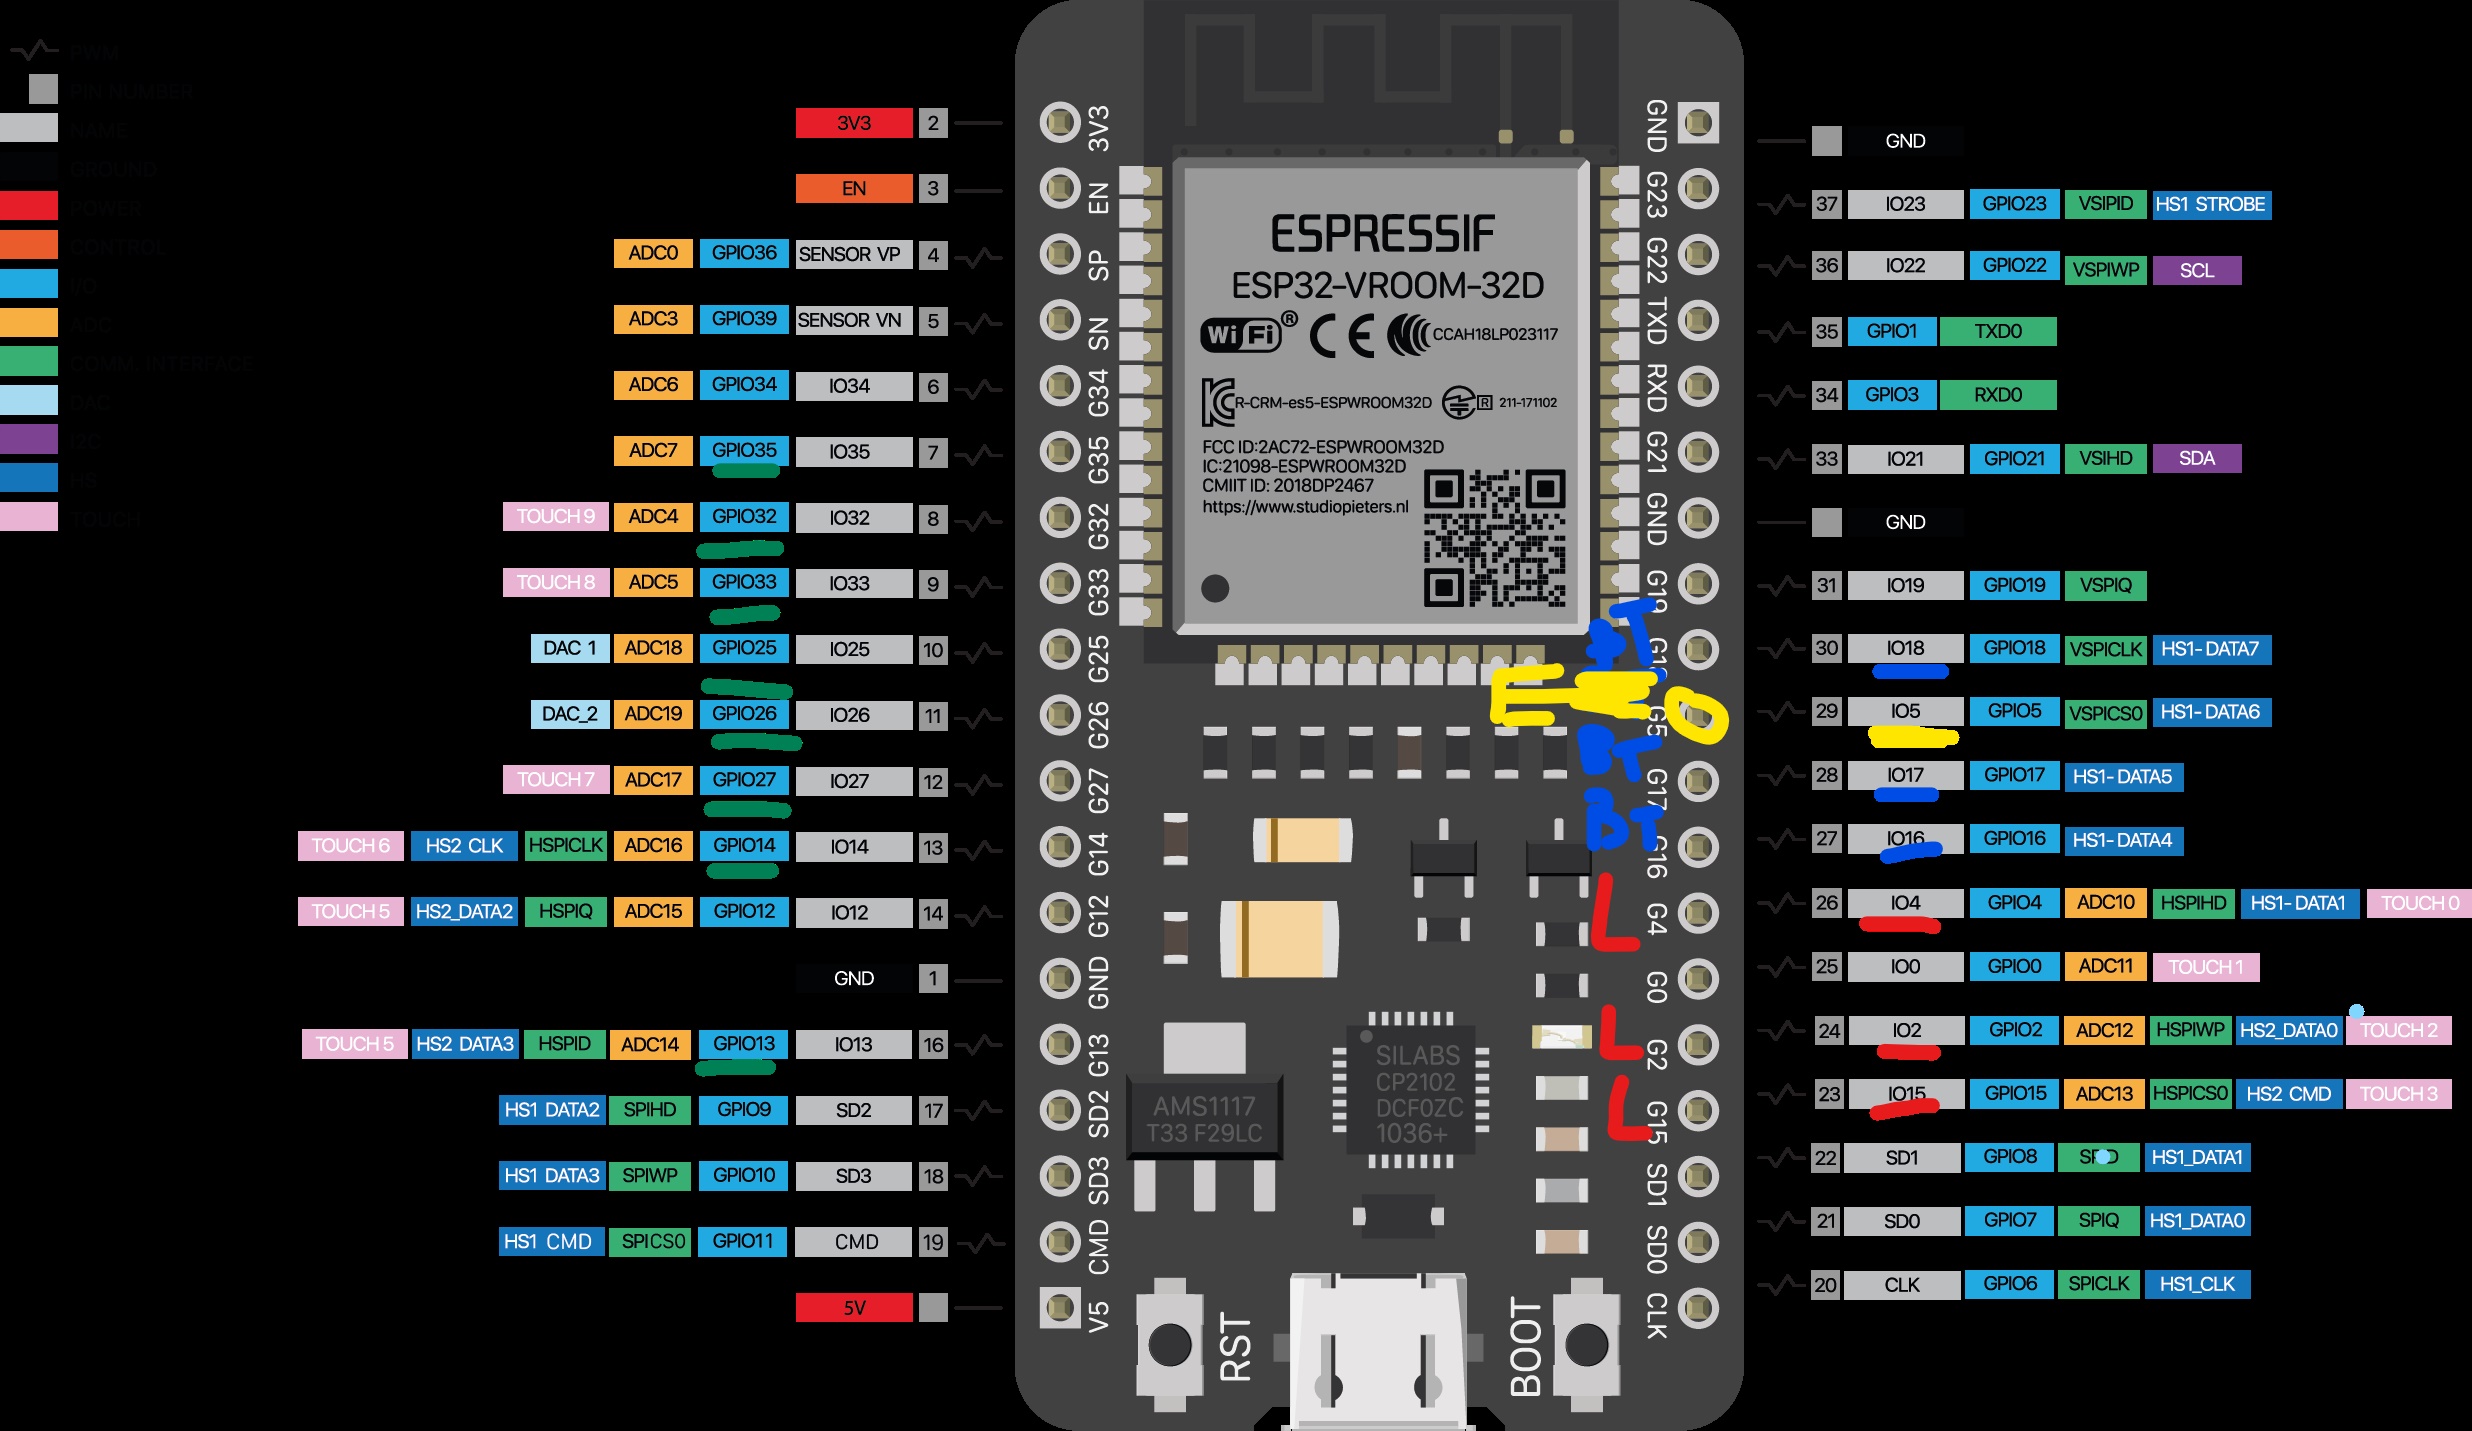 PWM
PIN NUMBER
NAME
GROUND
POWER
CONTROL
I/O
ADC
COMM. INTERFACE
DAC
I2C
HS
TOUCH
3V3 2
EN 3
ADC0 GPIO36 SENSOR VP 4
ADC3 GPIO39 SENSOR VN 5
ADC6 GPIO34 IO34 6
ADC7 GPIO35 IO35 7
TOUCH 9 ADC4 GPIO32 IO32 8
TOUCH 8 ADC5 GPIO33 IO33 9
DAC 1 ADC18 GPIO25 IO25 10
DAC_2 ADC19 GPIO26 IO26 11
TOUCH 7 ADC17 GPIO27 IO27 12
TOUCH 6 HS2 CLK HSPICLK ADC16 GPIO14 IO14 13
TOUCH 5 HS2_DATA2 HSPIQ ADC15 GPIO12 IO12 14
GND 1
TOUCH 5 HS2 DATA3 HSPID ADC14 GPIO13 IO13 16
HS1 DATA2 SPIHD GPIO9 SD2 17
HS1 DATA3 SPIWP GPIO10 SD3 18
HS1 CMD SPICS0 GPIO11 CMD 19
5V
3V3
EN
SP
SN
G34
G35
G32
G33
G25
G26
G27
G14
G12
GND
G13
SD2
SD3
CMD
V5
ESPRESSIF
ESP32-VROOM-32D
WiFi ® CE CCAH18LP023117
R-CRM-es5-ESPWROOM32D R 211-171102
FCC ID:2AC72-ESPWROOM32D
IC:21098-ESPWROOM32D
CMIIT ID: 2018DP2467
https://www.studiopieters.nl
BT
BT
BT
L
L
L
SILABS
CP2102
DCF0ZC
1036+
AMS1117
T33 F29LC
RST
BOOT
GND
G23
G22
TXD
RXD
G21
GND
G19
G5
G17
G16
G4
G0
G2
G15
SD1
SD0
CLK
GND
37 IO23 GPIO23 VSIPID HS1 STROBE
36 IO22 GPIO22 VSPIWP SCL
35 GPIO1 TXD0
34 GPIO3 RXD0
33 IO21 GPIO21 VSIHD SDA
GND
31 IO19 GPIO19 VSPIQ
30 IO18 GPIO18 VSPICLK HS1-DATA7
29 IO5 GPIO5 VSPICS0 HS1-DATA6
28 IO17 GPIO17 HS1-DATA5
27 IO16 GPIO16 HS1-DATA4
26 IO4 GPIO4 ADC10 HSPIHD HS1-DATA1 TOUCH 0
25 IO0 GPIO0 ADC11 TOUCH 1
24 IO2 GPIO2 ADC12 HSPIWP HS2_DATA0 TOUCH 2
23 IO15 GPIO15 ADC13 HSPICS0 HS2 CMD TOUCH 3
22 SD1 GPIO8 HS1_DATA1
21 SD0 GPIO7 SPIQ HS1_DATA0
20 CLK GPIO6 SPICLK HS1_CLK